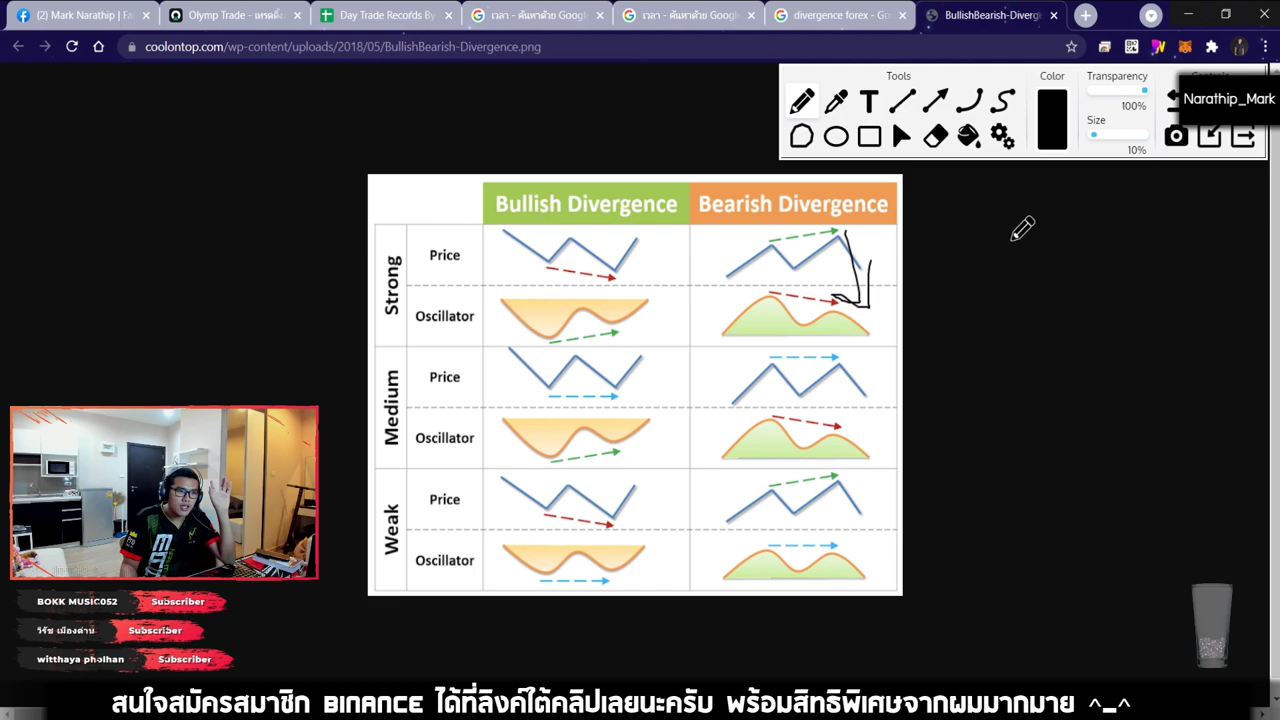 (2) Mark Narathip | Fa
Olymp Trade - เทรดดิ้ง
Day Trade Records By
เวลา - ค้นหาด้วย Google
เวลา - ค้นหาด้วย Google
divergence forex - Go
BullishBearish-Diverg
coolontop.com/wp-content/uploads/2018/05/BullishBearish-Divergence.png
Tools
Color
Transparency
100%
Size
10%
Narathip_Mark
Bullish Divergence
Bearish Divergence
Strong
Price
Oscillator
Medium
Price
Oscillator
Weak
Price
Oscillator
BOKK MUSIC052 Subscriber
วิรัช เมืองด่าน Subscriber
witthaya pholhan Subscriber
สนใจสมัครสมาชิก BINANCE ได้ที่ลิงค์ใต้คลิปเลยนะครับ พร้อมสิทธิพิเศษจากผมมากมาย ^_^